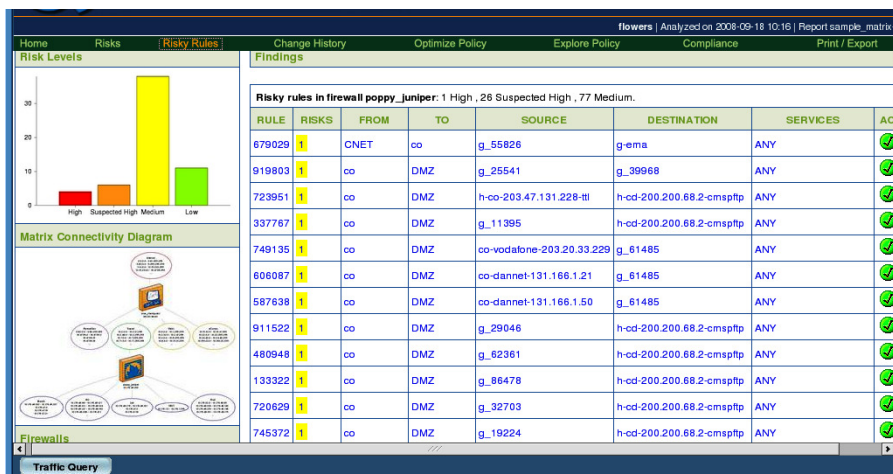 flowers | Analyzed on 2008-09-18 10:16 | Report sample_matrix
Home Risks Risky Rules Change History Optimize Policy Explore Policy Compliance Print / Export
Risk Levels
30
20
10
0
High Suspected High Medium Low
Matrix Connectivity Diagram
Firewalls
Findings
Risky rules in firewall poppy_juniper: 1 High , 26 Suspected High , 77 Medium.
RULE RISKS FROM TO SOURCE DESTINATION SERVICES AC
679029 1 CNET co g_55826 g-ema ANY
919803 1 co DMZ g_25541 g_39968 ANY
723951 1 co DMZ h-co-203.47.131.228-ttl h-cd-200.200.68.2-cmspftp ANY
337767 1 co DMZ g_11395 h-cd-200.200.68.2-cmspftp ANY
749135 1 co DMZ co-vodafone-203.20.33.229 g_61485 ANY
606087 1 co DMZ co-dannet-131.166.1.21 g_61485 ANY
587638 1 co DMZ co-dannet-131.166.1.50 g_61485 ANY
911522 1 co DMZ g_29046 h-cd-200.200.68.2-cmspftp ANY
480948 1 co DMZ g_62361 h-cd-200.200.68.2-cmspftp ANY
133322 1 co DMZ g_86478 h-cd-200.200.68.2-cmspftp ANY
720629 1 co DMZ g_32703 h-cd-200.200.68.2-cmspftp ANY
745372 1 co DMZ g_19224 h-cd-200.200.68.2-cmspftp ANY
Traffic Query